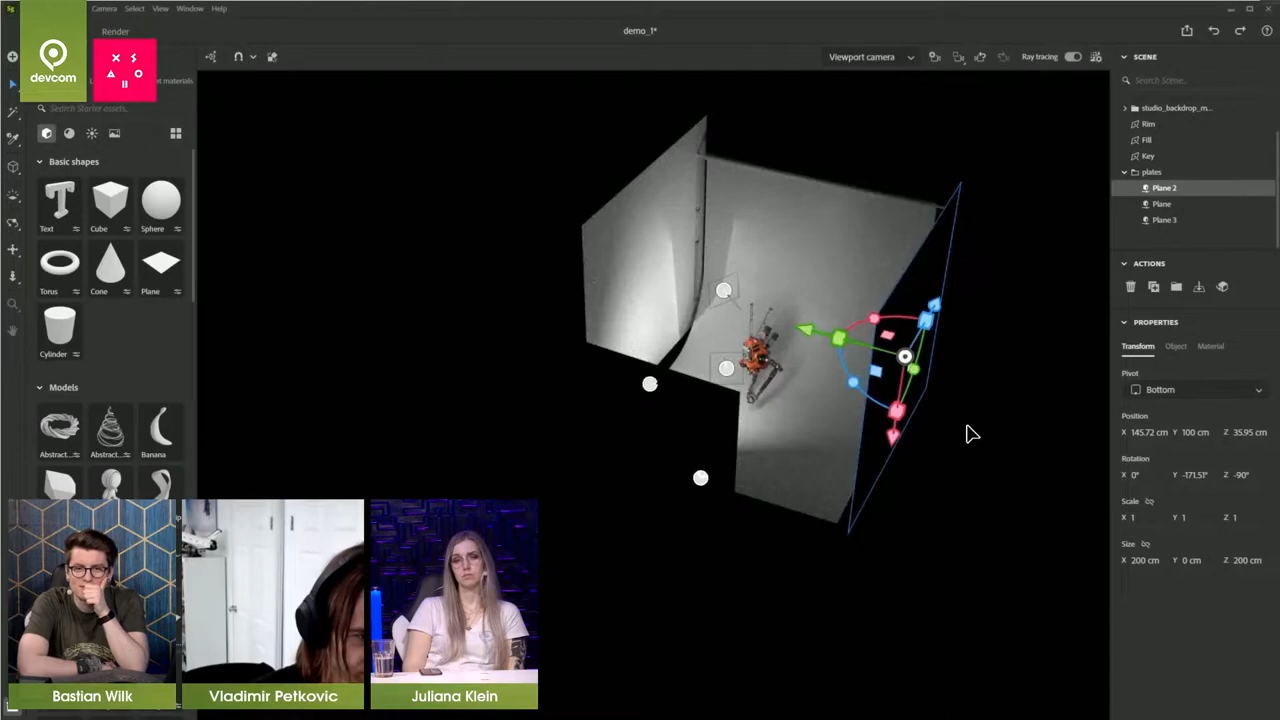 Sg
Camera Select View Window Help
Render
demo_1*
devcom
XS
Viewport camera
Ray tracing
SCENE
nt materials
Search Starter assets.
Search Scene..
studio_backdrop_m...
Rim
Fill
Key
plates
Plane 2
Plane
Plane 3
Basic shapes
Text
Cube
Sphere
Torus
Cone
Plane
Cylinder
Models
Abstract...
Abstract...
Banana
ACTIONS
PROPERTIES
Transform Object Material
Pivot
Bottom
Position
X 145.72 cm Y 100 cm Z 35.95 cm
Rotation
X 0° Y -171.51° Z -90°
Scale
X 1 Y 1 Z 1
Size
X 200 cm Y 0 cm Z 200 cm
Bastian Wilk
Vladimir Petkovic
Juliana Klein